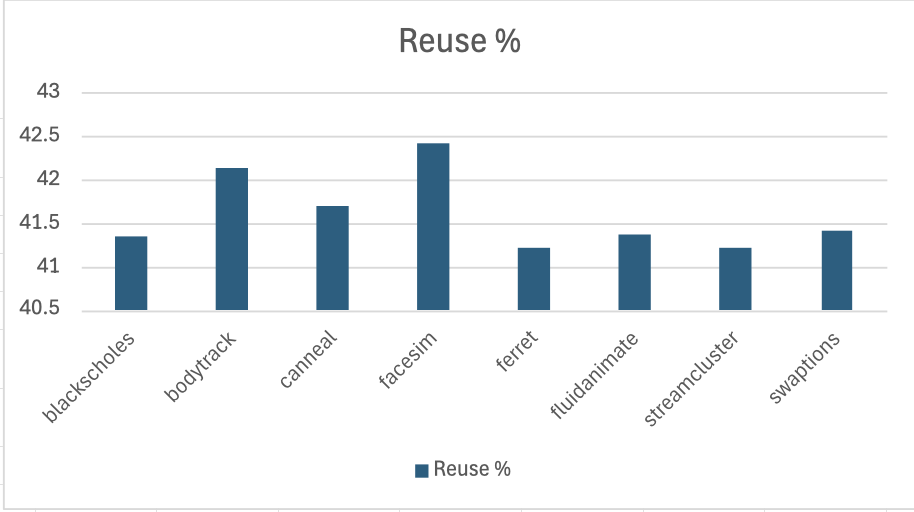 Reuse %
43
42.5
42
41.5
41
40.5
blackscholes
bodytrack
canneal
facesim
ferret
fluidanimate
streamcluster
swaptions
Reuse %